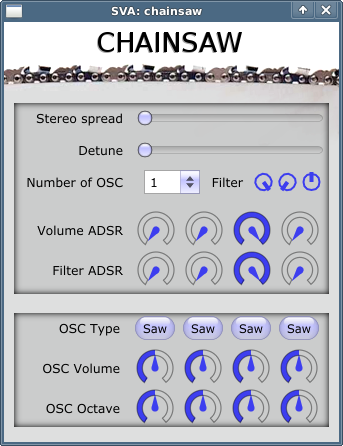 SVA: chainsaw
CHAINSAW
Stereo spread
Detune
Number of OSC 1 Filter
Volume ADSR
Filter ADSR
OSC Type Saw Saw Saw Saw
OSC Volume
OSC Octave